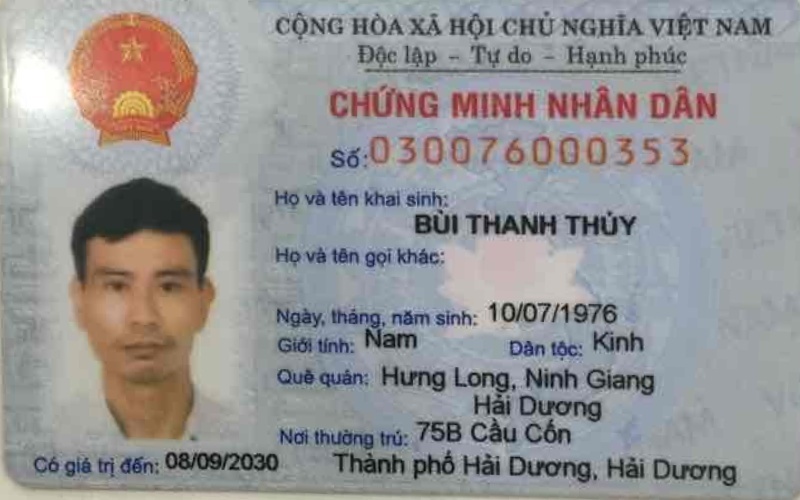 CỘNG HÒA XÃ HỘI CHỦ NGHĨA VIỆT NAM
Độc lập – Tự do – Hạnh phúc
CHỨNG MINH NHÂN DÂN
Số: 030076000353
Họ và tên khai sinh:
BÙI THANH THỦY
Họ và tên gọi khác:
Ngày, tháng, năm sinh: 10/07/1976
Giới tính: Nam Dân tộc: Kinh
Quê quán: Hưng Long, Ninh Giang
Hải Dương
Nơi thường trú: 75B Cầu Cốn
Thành phố Hải Dương, Hải Dương
Có giá trị đến: 08/09/2030